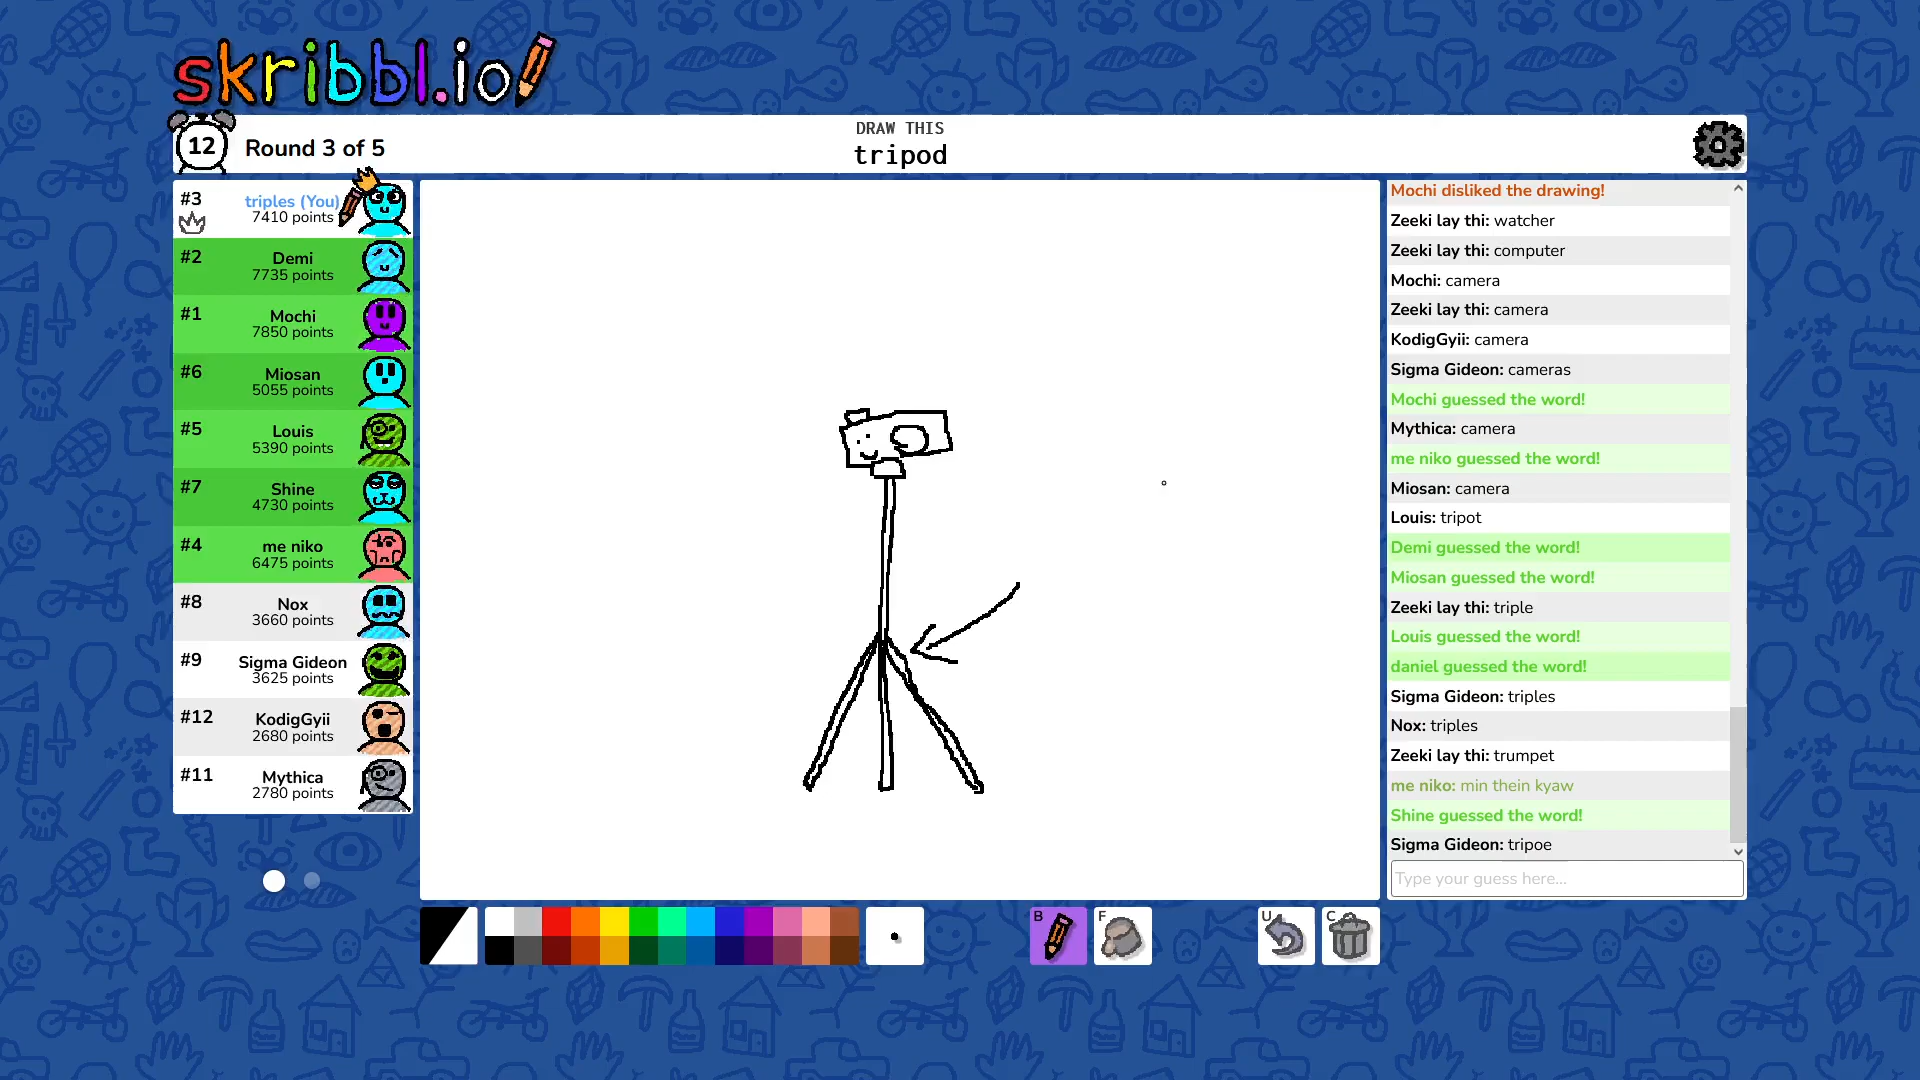 skribbl.io
12
Round 3 of 5
DRAW THIS
tripod
#3
triples (You)
7410 points
#2
Demi
7735 points
#1
Mochi
7850 points
#6
Miosan
5055 points
#5
Louis
5390 points
#7
Shine
4730 points
#4
me niko
6475 points
#8
Nox
3660 points
#9
Sigma Gideon
3625 points
#12
KodigGyii
2680 points
#11
Mythica
2780 points
Mochi disliked the drawing!
Zeeki lay thi: watcher
Zeeki lay thi: computer
Mochi: camera
Zeeki lay thi: camera
KodigGyii: camera
Sigma Gideon: cameras
Mochi guessed the word!
Mythica: camera
me niko guessed the word!
Miosan: camera
Louis: tripot
Demi guessed the word!
Miosan guessed the word!
Zeeki lay thi: triple
Louis guessed the word!
daniel guessed the word!
Sigma Gideon: triples
Nox: triples
Zeeki lay thi: trumpet
me niko: min thein kyaw
Shine guessed the word!
Sigma Gideon: tripoe
Type your guess here...
B
F
U
C